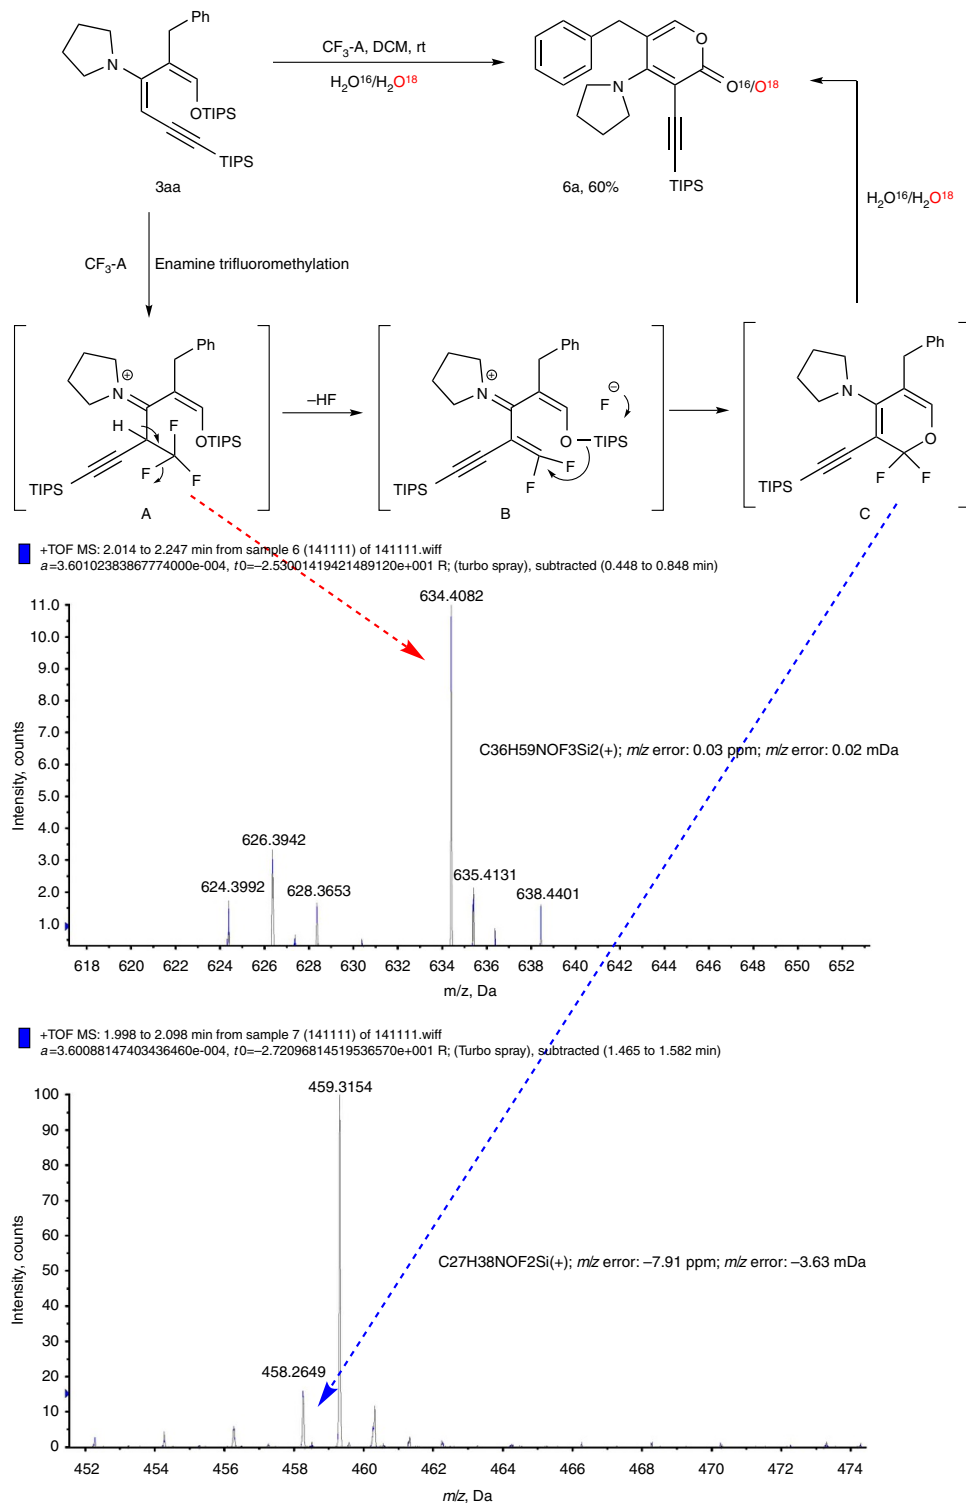 Ph
N
OTIPS
TIPS
3aa
CF3-A, DCM, rt
H2O16/H2O18
O
O16/O18
N
TIPS
6a, 60%
H2O16/H2O18
CF3-A
Enamine trifluoromethylation
Ph
N
⊕
H
F
OTIPS
F
F
TIPS
A
–HF
Ph
N
⊕
F
⊖
O
TIPS
F
F
TIPS
B
Ph
N
O
F
F
TIPS
C
+TOF MS: 2.014 to 2.247 min from sample 6 (141111) of 141111.wiff
a=3.60102383867774000e-004, t0=–2.53001419421489120e+001 R; (turbo spray), subtracted (0.448 to 0.848 min)
634.4082
11.0
10.0
9.0
8.0
7.0
6.0
5.0
4.0
3.0
2.0
1.0
Intensity, counts
C36H59NOF3Si2(+); m/z error: 0.03 ppm; m/z error: 0.02 mDa
626.3942
624.3992
628.3653
635.4131
638.4401
618 620 622 624 626 628 630 632 634 636 638 640 642 644 646 648 650 652
m/z, Da
+TOF MS: 1.998 to 2.098 min from sample 7 (141111) of 141111.wiff
a=3.60088147403436460e-004, t0=–2.72096814519536570e+001 R; (Turbo spray), subtracted (1.465 to 1.582 min)
459.3154
100
90
80
70
60
50
40
30
20
10
0
Intensity, counts
C27H38NOF2Si(+); m/z error: –7.91 ppm; m/z error: –3.63 mDa
458.2649
452 454 456 458 460 462 464 466 468 470 472 474
m/z, Da